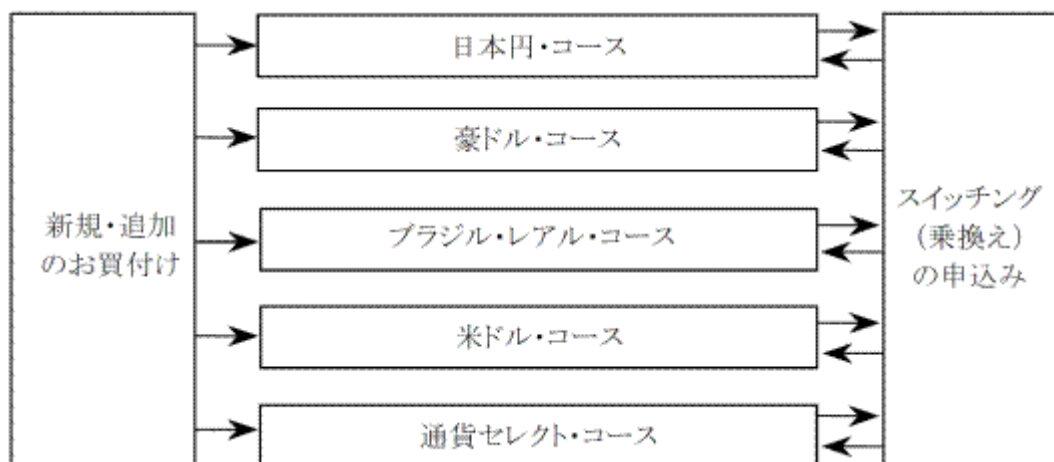 新規・追加
のお買付け
日本円・コース
豪ドル・コース
ブラジル・レアル・コース
米ドル・コース
通貨セレクト・コース
スイッチング
(乗換え)
の申込み